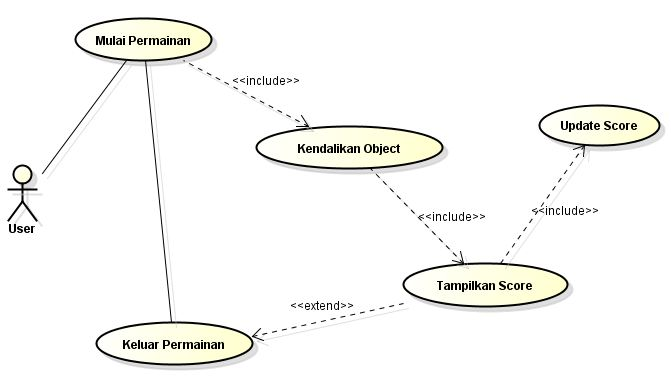 Mulai Permainan
<<include>>
Kendalikan Object
Update Score
User
<<include>>
<<include>>
Tampilkan Score
<<extend>>
Keluar Permainan